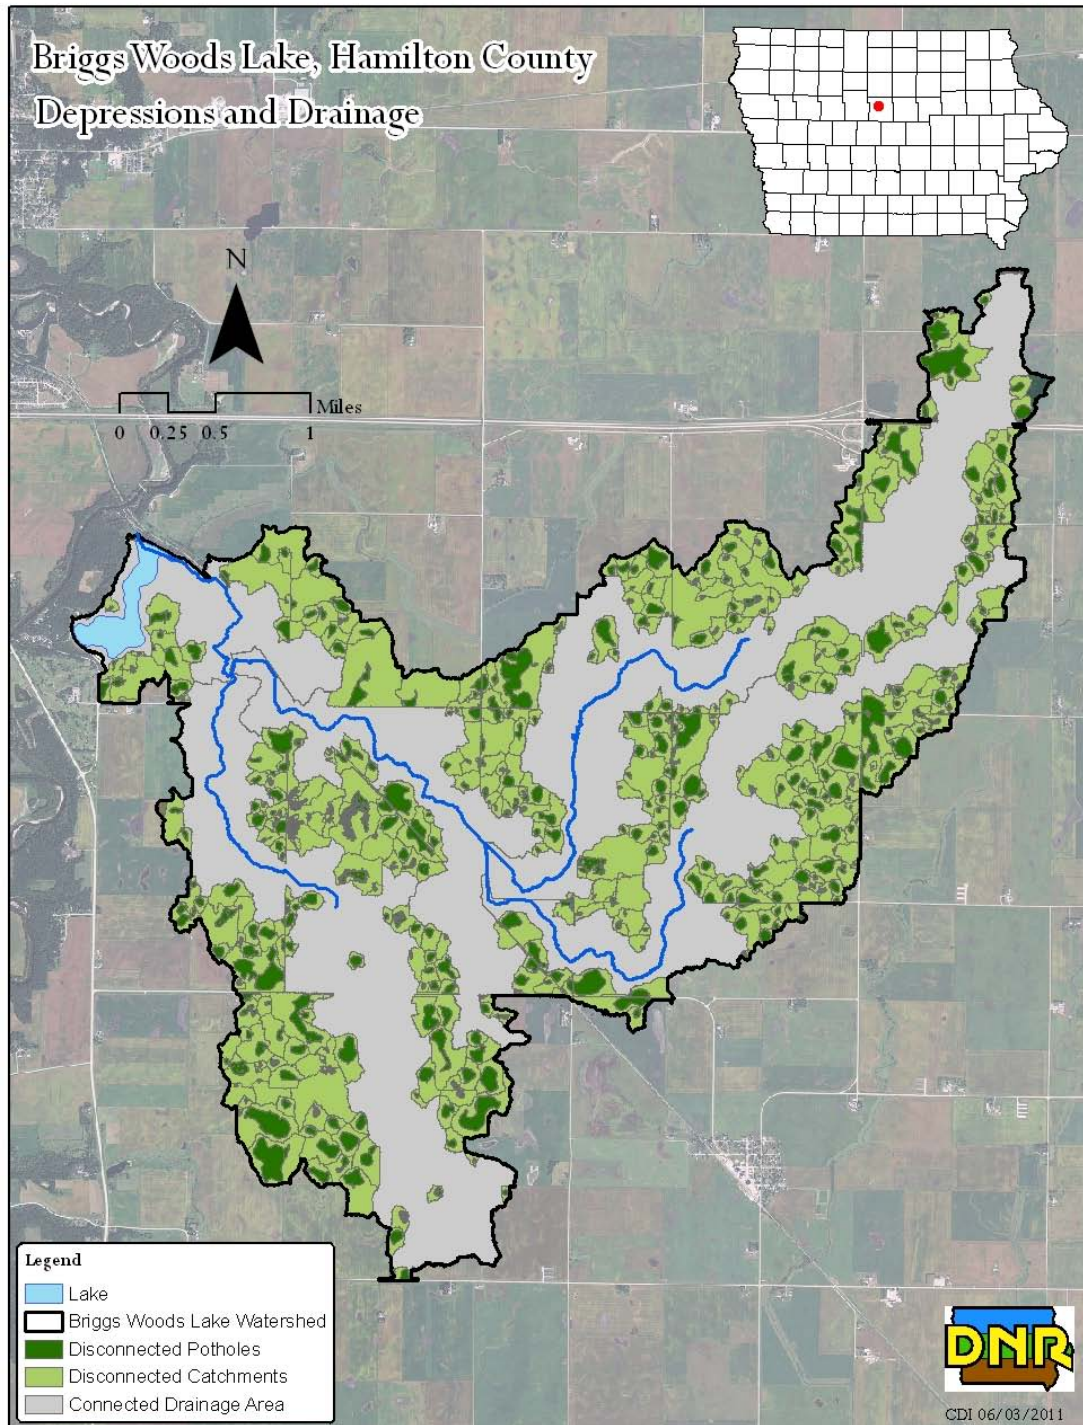 Briggs Woods Lake, Hamilton County
Depressions and Drainage
N
Miles
0 0.25 0.5 1
Legend
Lake
Briggs Woods Lake Watershed
Disconnected Potholes
Disconnected Catchments
Connected Drainage Area
DNR
CDI 06/03/2011